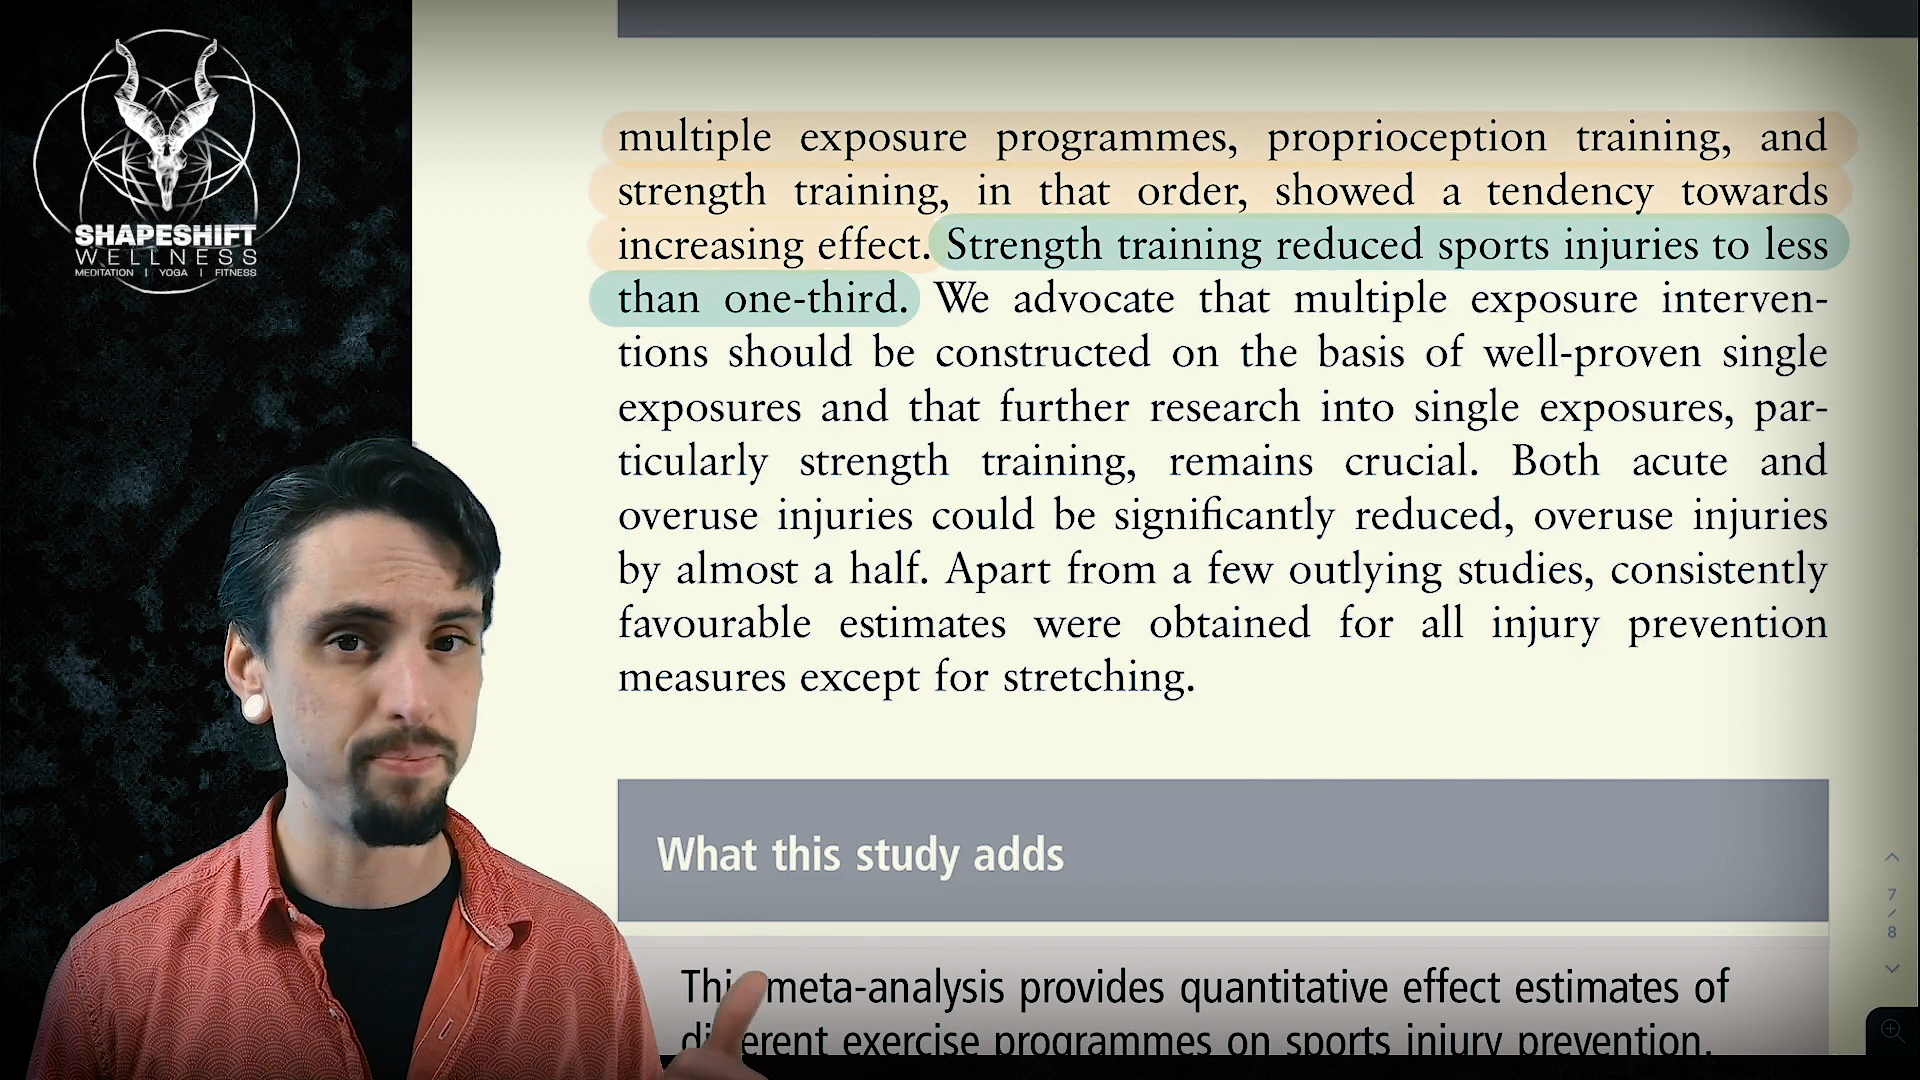 SHAPESHIFT
WELLNESS
MEDITATION | YOGA | FITNESS
multiple exposure programmes, proprioception training, and
strength training, in that order, showed a tendency towards
increasing effect. Strength training reduced sports injuries to less
than one-third. We advocate that multiple exposure interven-
tions should be constructed on the basis of well-proven single
exposures and that further research into single exposures, par-
ticularly strength training, remains crucial. Both acute and
overuse injuries could be significantly reduced, overuse injuries
by almost a half. Apart from a few outlying studies, consistently
favourable estimates were obtained for all injury prevention
measures except for stretching.
What this study adds
This meta-analysis provides quantitative effect estimates of
different exercise programmes on sports injury prevention.
7
/
8